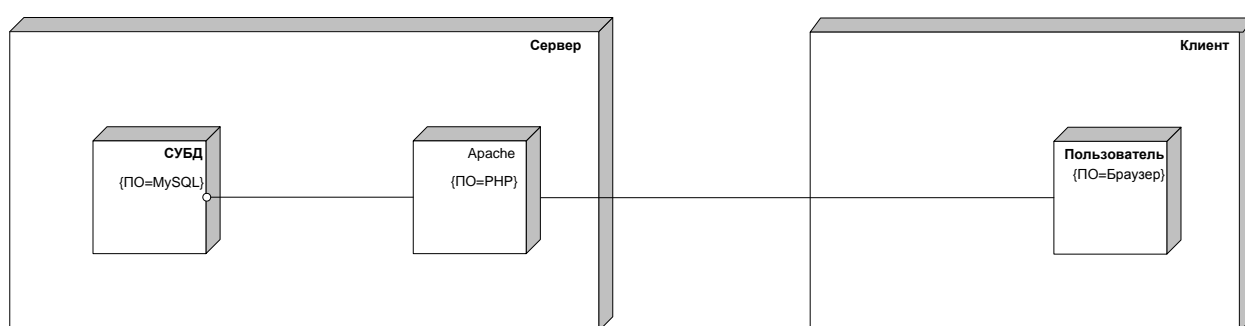 Сервер
Клиент
СУБД
{ПО=MySQL}
Apache
{ПО=PHP}
Пользователь
{ПО=Браузер}